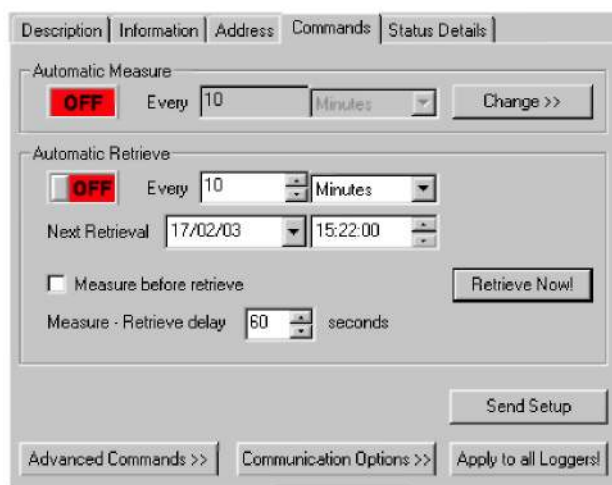 Description Information Address Commands Status Details
Automatic Measure
OFF Every 10 Minutes Change >>
Automatic Retrieve
OFF Every 10 Minutes
Next Retrieval 17/02/03 15:22:00
Measure before retrieve Retrieve Now!
Measure - Retrieve delay 60 seconds
Send Setup
Advanced Commands >> Communication Options >> Apply to all Loggers!